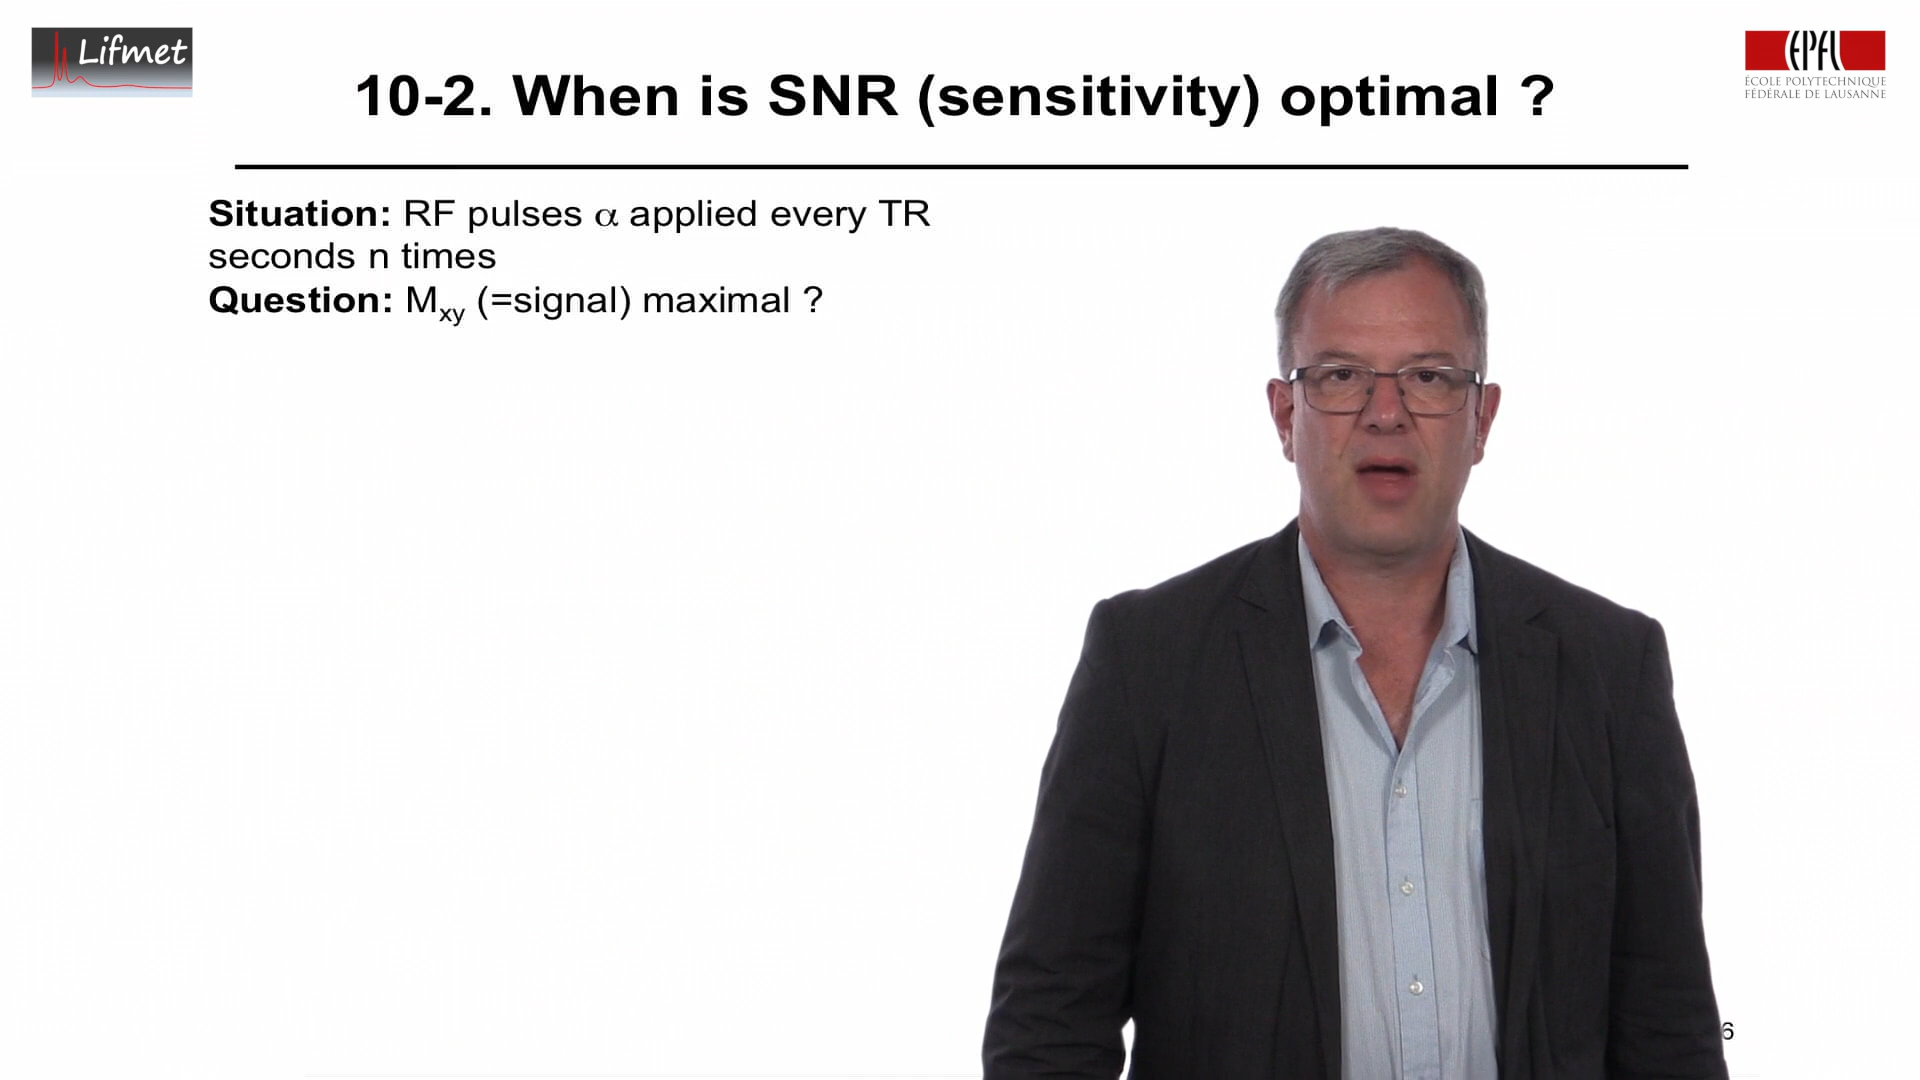 Lifmet
EPFL
ÉCOLE POLYTECHNIQUE
FÉDÉRALE DE LAUSANNE
10-2. When is SNR (sensitivity) optimal ?
Situation: RF pulses α applied every TR
seconds n times
Question: Mxy (=signal) maximal ?
6